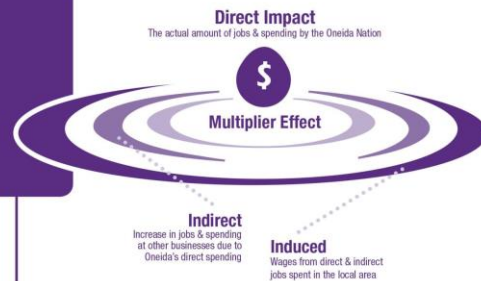 Direct Impact
The actual amount of jobs & spending by the Oneida Nation
$
Multiplier Effect
Indirect
Increase in jobs & spending
at other businesses due to
Oneida's direct spending
Induced
Wages from direct & indirect
jobs spent in the local area